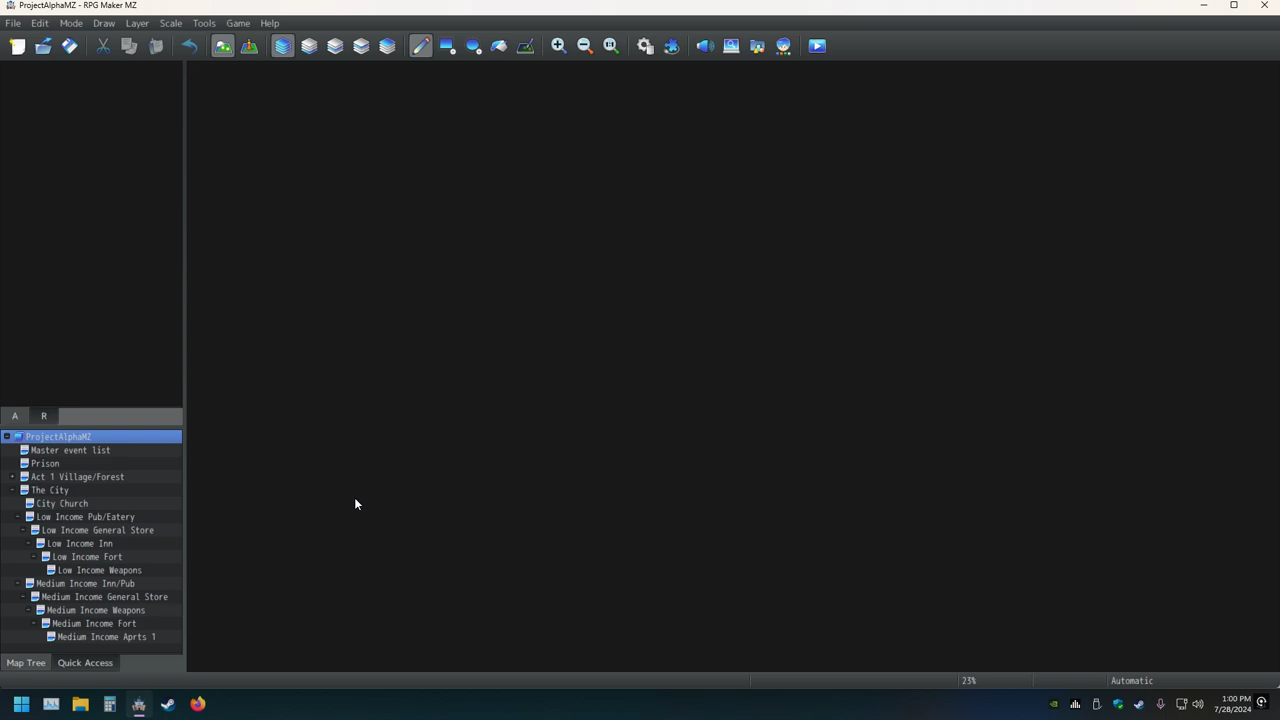 ProjectAlphaMZ - RPG Maker MZ
File Edit Mode Draw Layer Scale Tools Game Help
A R
ProjectAlphaMZ
Master event list
Prison
Act 1 Village/Forest
The City
City Church
Low Income Pub/Eatery
Low Income General Store
Low Income Inn
Low Income Fort
Low Income Weapons
Medium Income Inn/Pub
Medium Income General Store
Medium Income Weapons
Medium Income Fort
Medium Income Aprts 1
Map Tree Quick Access
23% Automatic
1:00 PM
7/28/2024